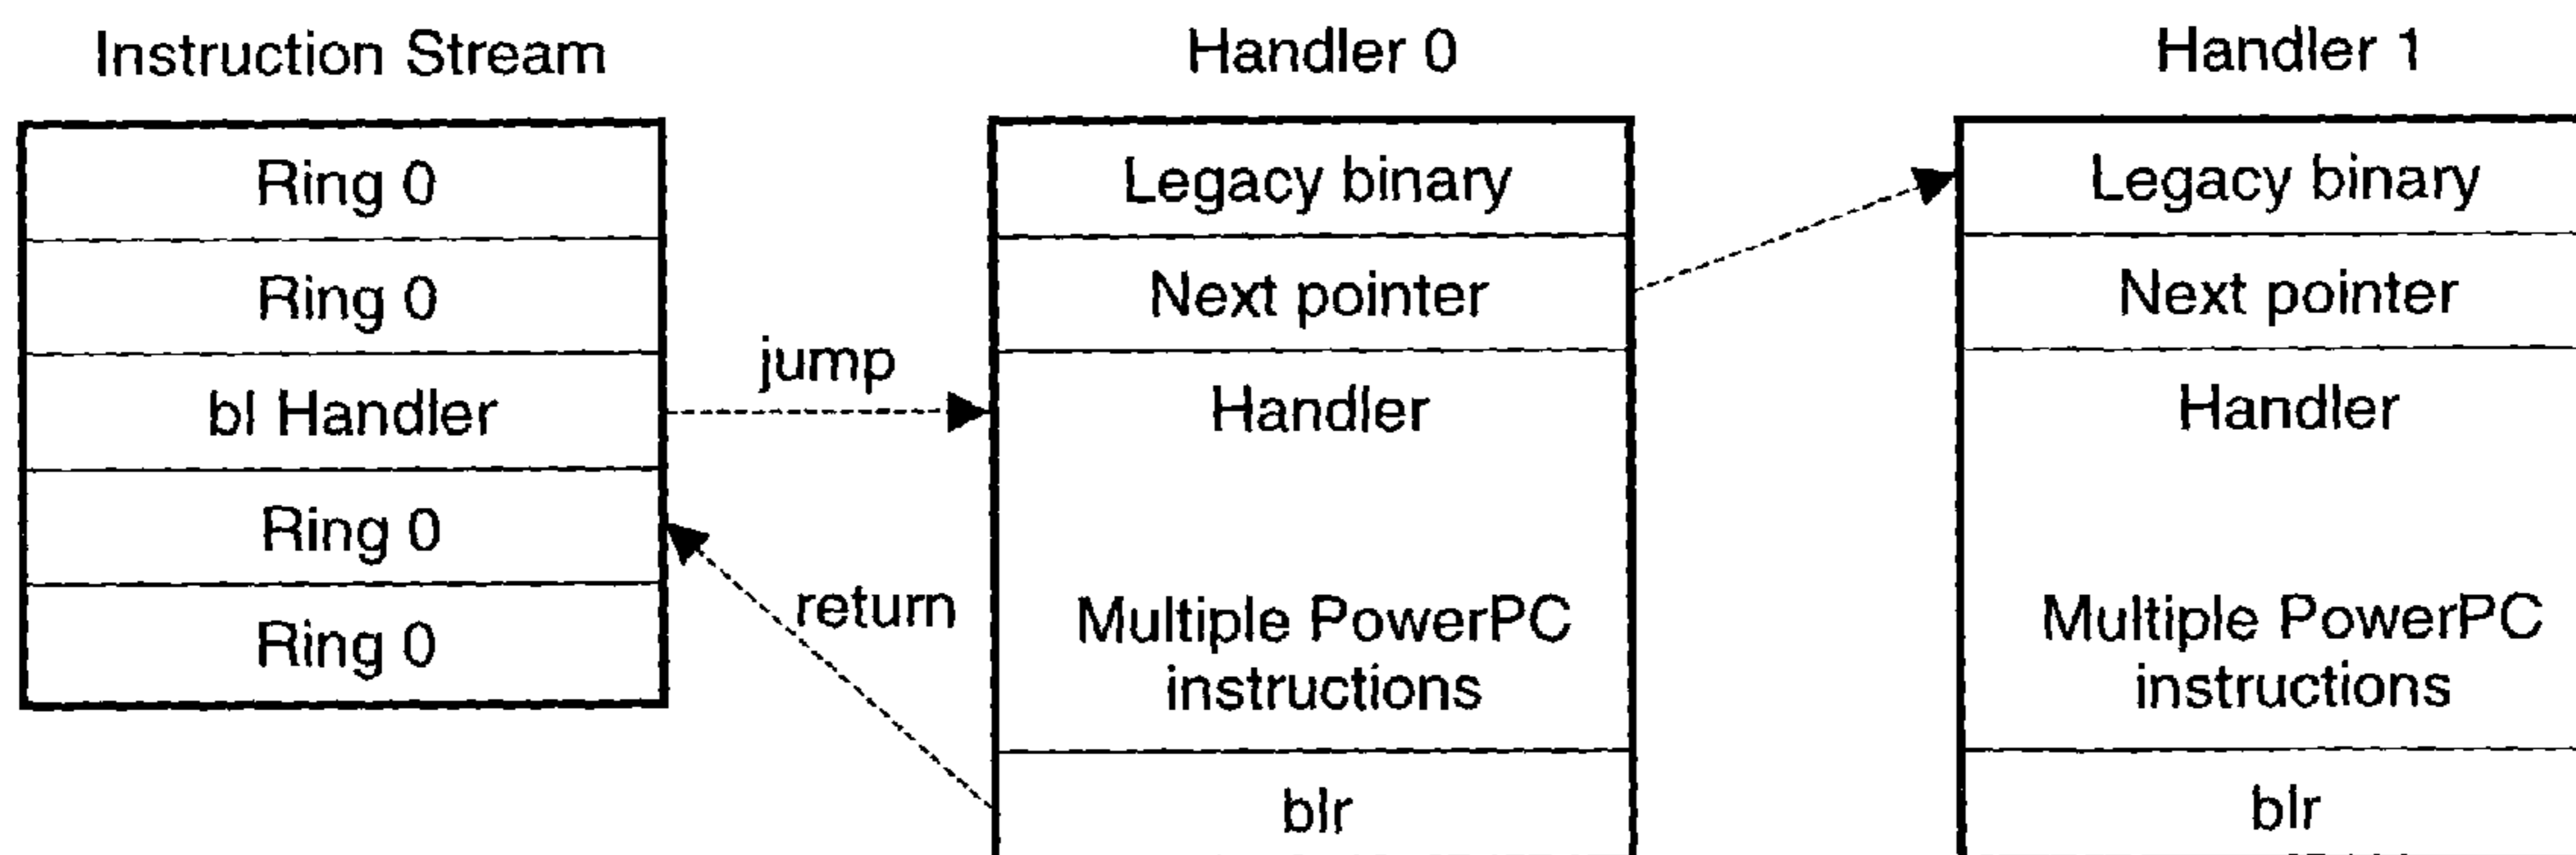 Instruction Stream
Ring 0
Ring 0
bl Handler
Ring 0
Ring 0
jump
return
Handler 0
Legacy binary
Next pointer
Handler
Multiple PowerPC
instructions
blr
Handler 1
Legacy binary
Next pointer
Handler
Multiple PowerPC
instructions
blr